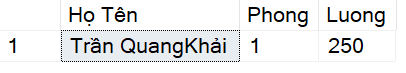 Họ Tên Phong Luong
1 Trần QuangKhải 1 250